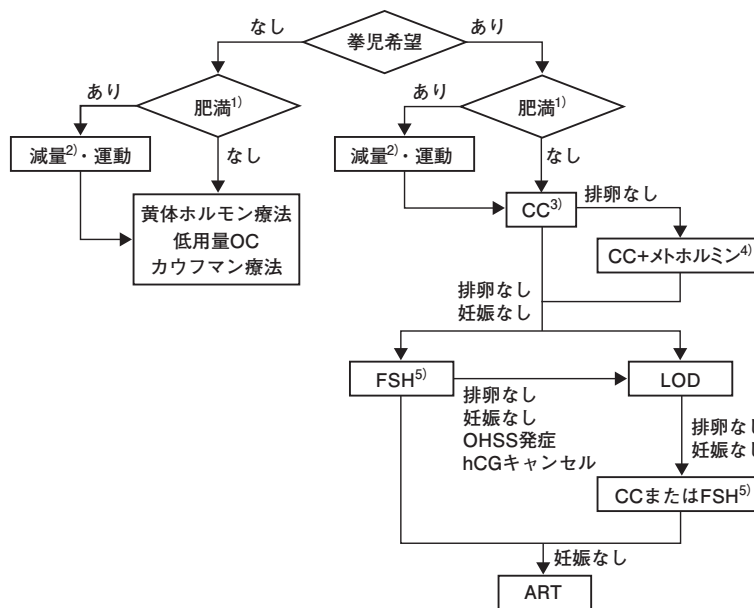 挙児希望
なし
あり
肥満1)
あり
なし
減量2)・運動
黄体ホルモン療法
低用量OC
カウフマン療法
肥満1)
あり
なし
減量2)・運動
CC3)
排卵なし
CC+メトホルミン4)
排卵なし
妊娠なし
FSH5)
LOD
排卵なし
妊娠なし
OHSS発症
hCGキャンセル
排卵なし
妊娠なし
CCまたはFSH5)
妊娠なし
ART